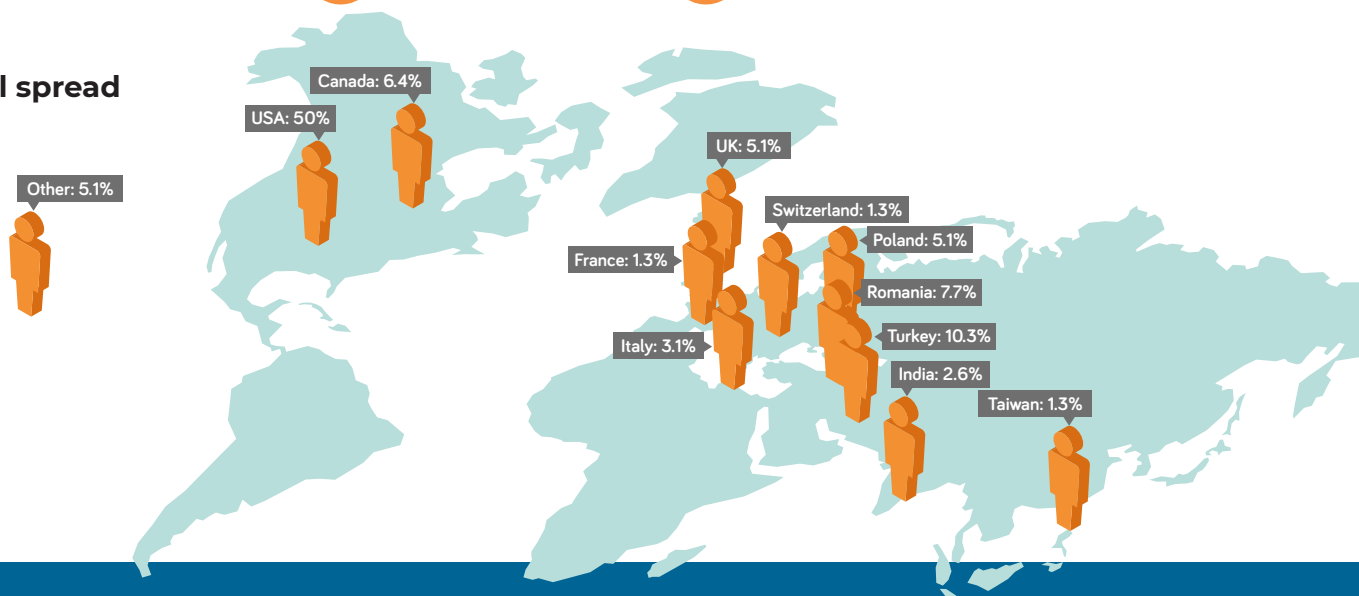 l spread
Canada: 6.4%
USA: 50%
UK: 5.1%
Other: 5.1%
Switzerland: 1.3%
Poland: 5.1%
France: 1.3%
Romania: 7.7%
Turkey: 10.3%
Italy: 3.1%
India: 2.6%
Taiwan: 1.3%